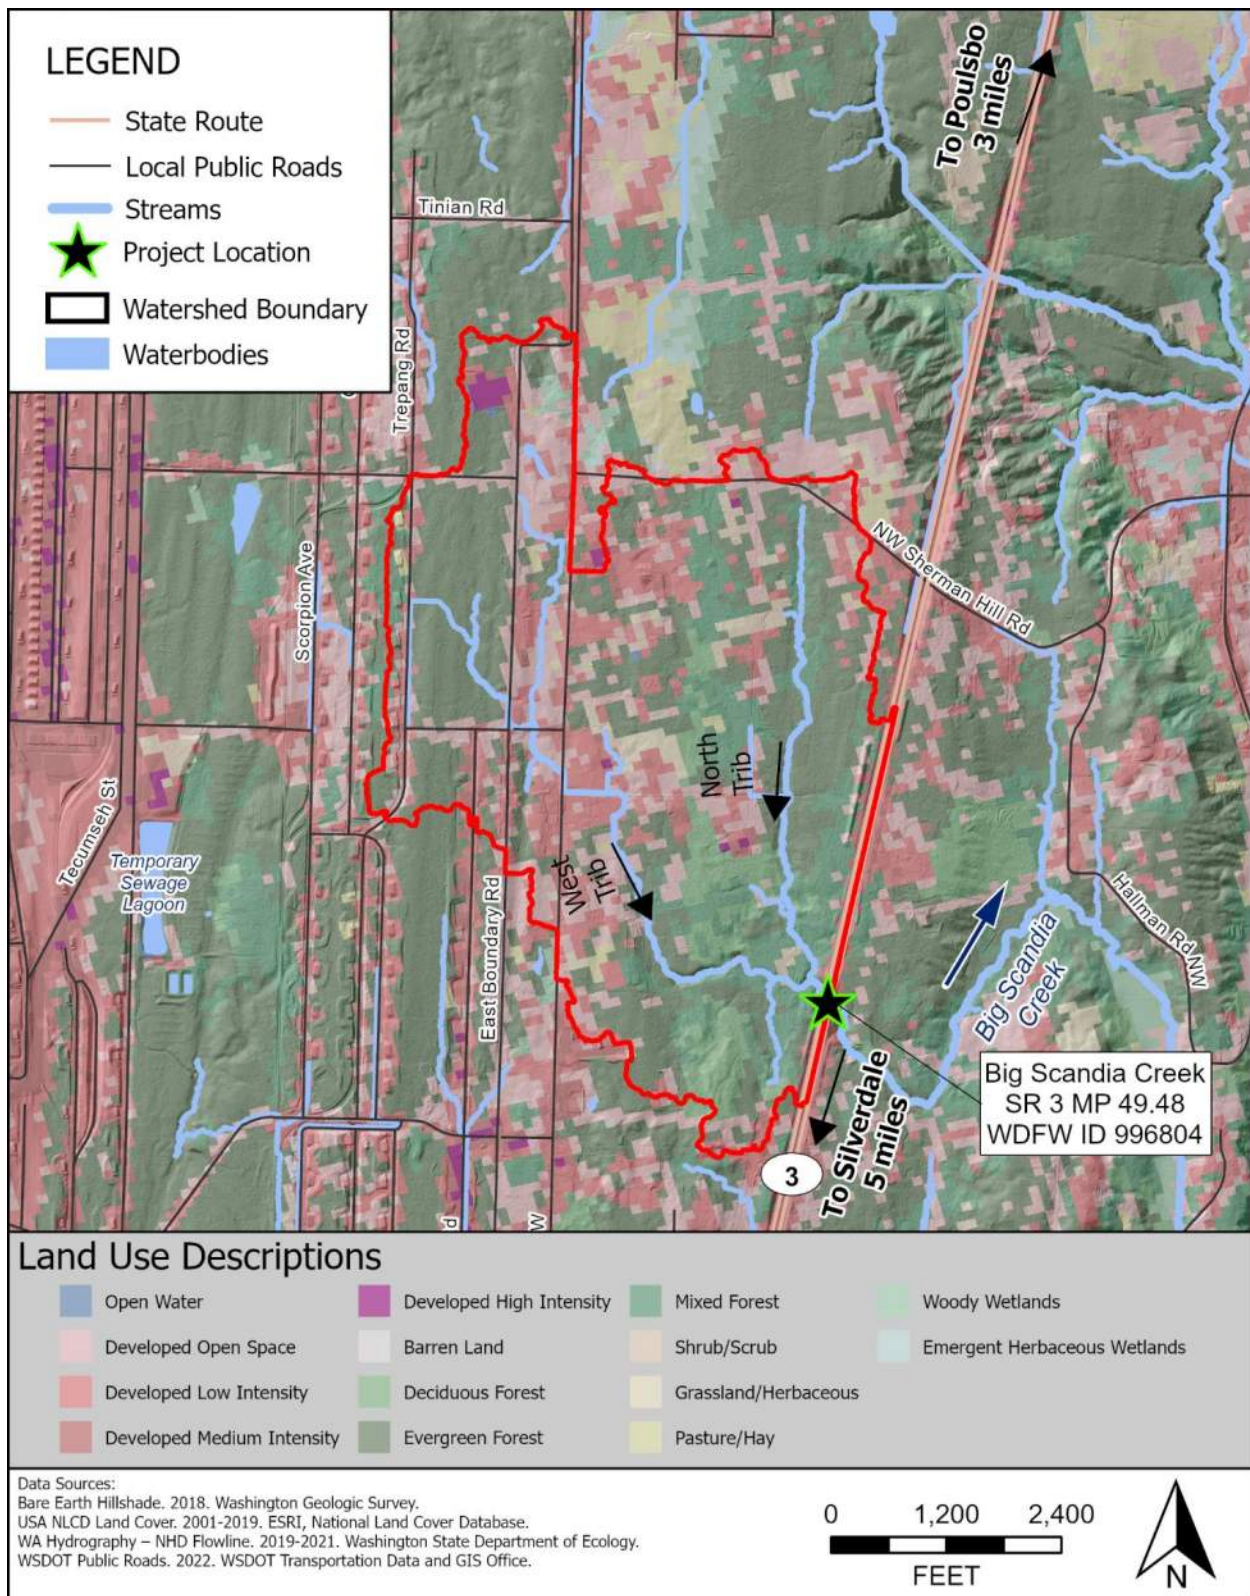 LEGEND
State Route
Local Public Roads
Streams
Project Location
Watershed Boundary
Waterbodies
To Poulsbo
3 miles
Tinian Rd
Trepang Rd
Scorpion Ave
NW Sherman Hill Rd
North
Trib
West
Trib
Tecumseh St
Temporary
Sewage
Lagoon
East Boundary Rd
Hallman Rd NW
Big Scandia
Creek
Big Scandia Creek
SR 3 MP 49.48
WDFW ID 996804
To Silverdale
5 miles
3
d
W
Land Use Descriptions
Open Water
Developed Open Space
Developed Low Intensity
Developed Medium Intensity
Developed High Intensity
Barren Land
Deciduous Forest
Evergreen Forest
Mixed Forest
Shrub/Scrub
Grassland/Herbaceous
Pasture/Hay
Woody Wetlands
Emergent Herbaceous Wetlands
Data Sources:
Bare Earth Hillshade. 2018. Washington Geologic Survey.
USA NLCD Land Cover. 2001-2019. ESRI, National Land Cover Database.
WA Hydrography – NHD Flowline. 2019-2021. Washington State Department of Ecology.
WSDOT Public Roads. 2022. WSDOT Transportation Data and GIS Office.
0 1,200 2,400
FEET
N